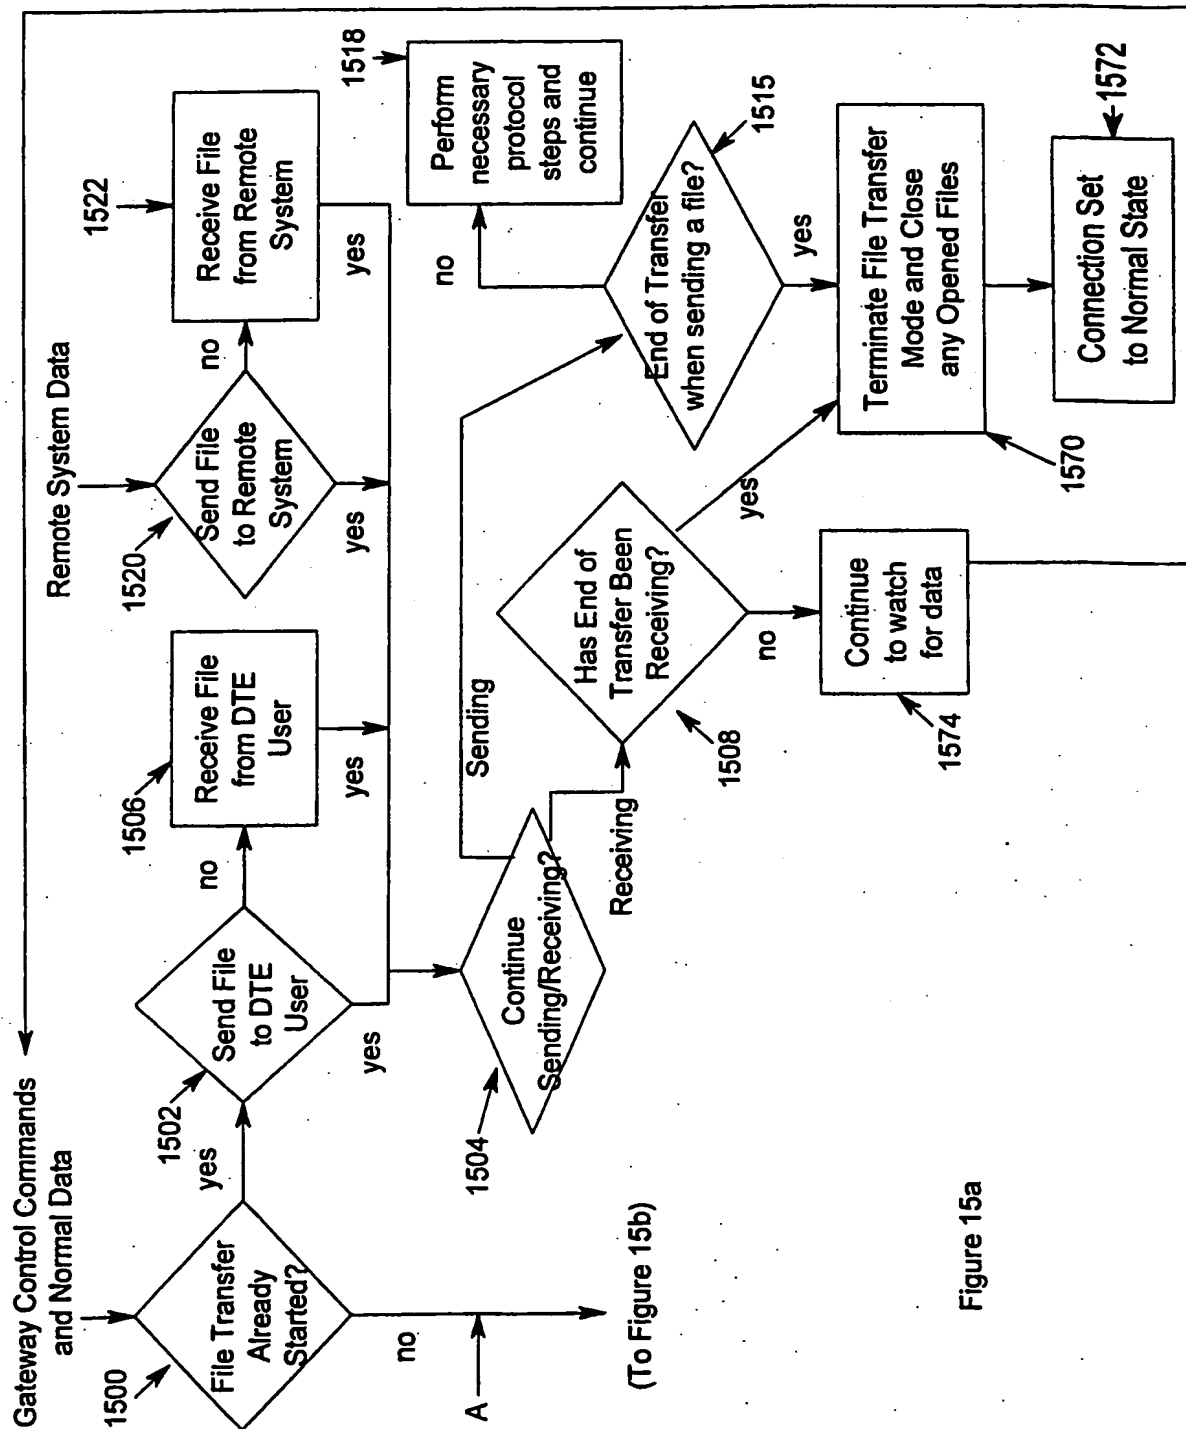 Gateway Control Commands
and Normal Data
Remote System Data
1500
File Transfer
Already
Started?
yes
no
A
(To Figure 15b)
1502
Send File
to DTE
User
no
yes
1506
Receive File
from DTE
User
yes
1520
Send File
to Remote
System
no
yes
1522
Receive File
from Remote
System
yes
1504
Continue
Sending/Receiving?
Sending
Receiving
1508
Has End of
Transfer Been
Receiving?
yes
no
1515
End of Transfer
when sending a file?
no
yes
1518
Perform
necessary
protocol
steps and
continue
1574
Continue
to watch
for data
1570
Terminate File Transfer
Mode and Close
any Opened Files
1572
Connection Set
to Normal State
Figure 15a